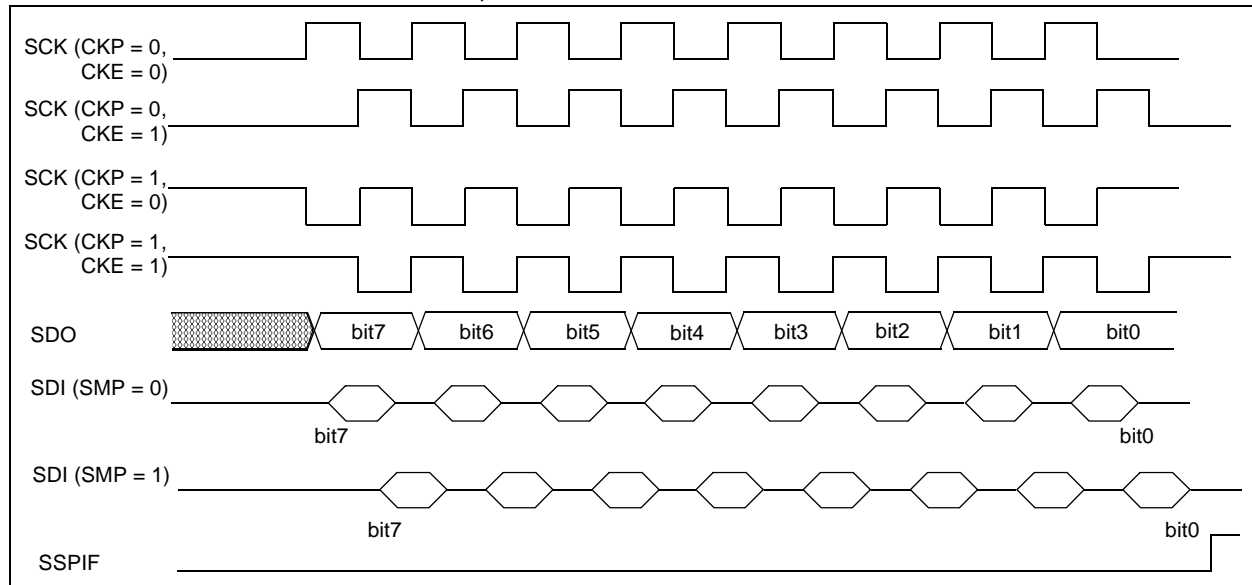 SCK (CKP = 0,
CKE = 0)
SCK (CKP = 0,
CKE = 1)
SCK (CKP = 1,
CKE = 0)
SCK (CKP = 1,
CKE = 1)
SDO bit7 bit6 bit5 bit4 bit3 bit2 bit1 bit0
SDI (SMP = 0)
bit7 bit0
SDI (SMP = 1)
bit7 bit0
SSPIF